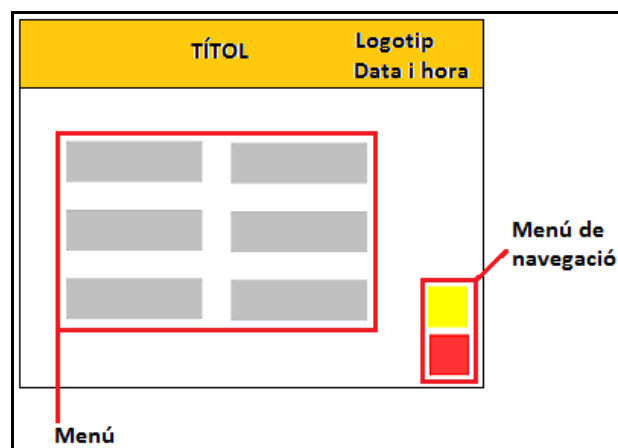 TÍTOL
Logotip
Data i hora
Menú de
navegació
Menú